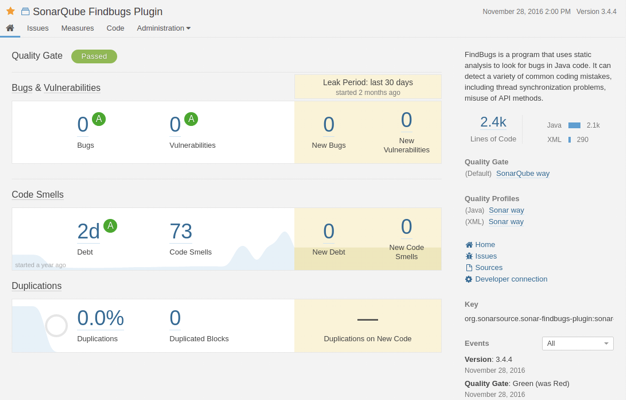 SonarQube Findbugs Plugin
November 28, 2016 2:00 PM Version 3.4.4
Issues Measures Code Administration
Quality Gate Passed
Leak Period: last 30 days
started 2 months ago
Bugs & Vulnerabilities
0 A
Bugs
0 A
Vulnerabilities
0
New Bugs
0
New
Vulnerabilities
Code Smells
2d A
Debt
73
Code Smells
0
New Debt
0
New Code
Smells
started a year ago
Duplications
0.0%
Duplications
0
Duplicated Blocks
—
Duplications on New Code
FindBugs is a program that uses static
analysis to look for bugs in Java code. It can
detect a variety of common coding mistakes,
including thread synchronization problems,
misuse of API methods.
2.4k
Lines of Code
Java 2.1k
XML 290
Quality Gate
(Default) SonarQube way
Quality Profiles
(Java) Sonar way
(XML) Sonar way
Home
Issues
Sources
Developer connection
Key
org.sonarsource.sonar-findbugs-plugin:sonar
Events All
Version: 3.4.4
November 28, 2016
Quality Gate: Green (was Red)
November 28, 2016